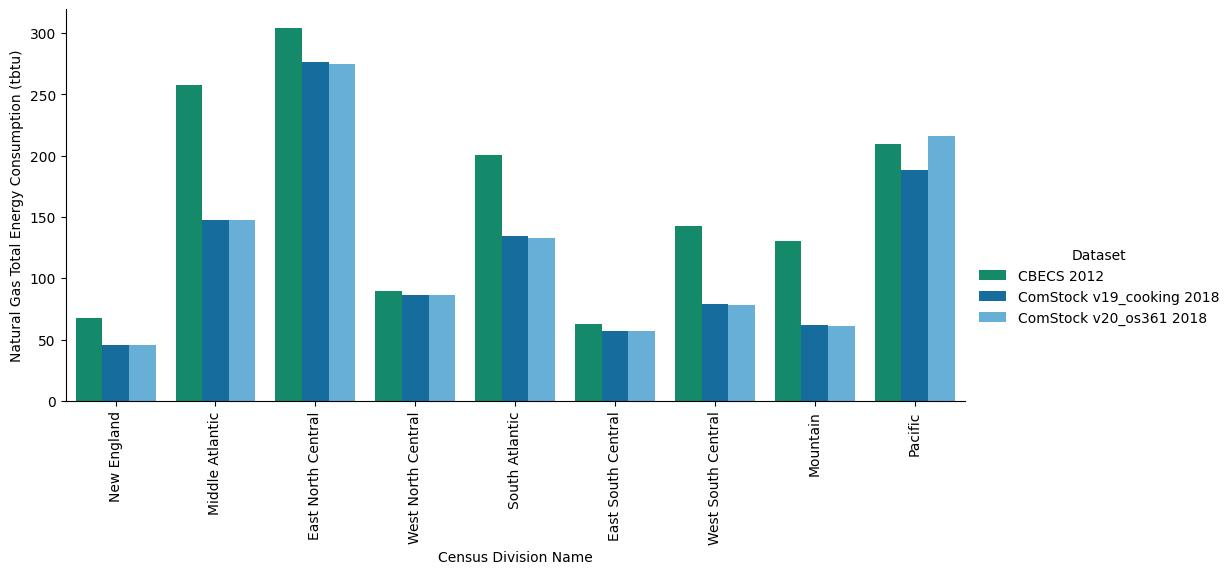 Natural Gas Total Energy Consumption (tbtu)
300
250
200
150
100
50
0
New England
Middle Atlantic
East North Central
West North Central
South Atlantic
East South Central
West South Central
Mountain
Pacific
Census Division Name
Dataset
CBECS 2012
ComStock v19_cooking 2018
ComStock v20_os361 2018